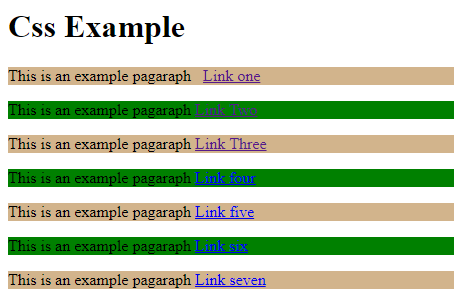 Css Example
This is an example pagaraph Link one
This is an example pagaraph Link Two
This is an example pagaraph Link Three
This is an example pagaraph Link four
This is an example pagaraph Link five
This is an example pagaraph Link six
This is an example pagaraph Link seven